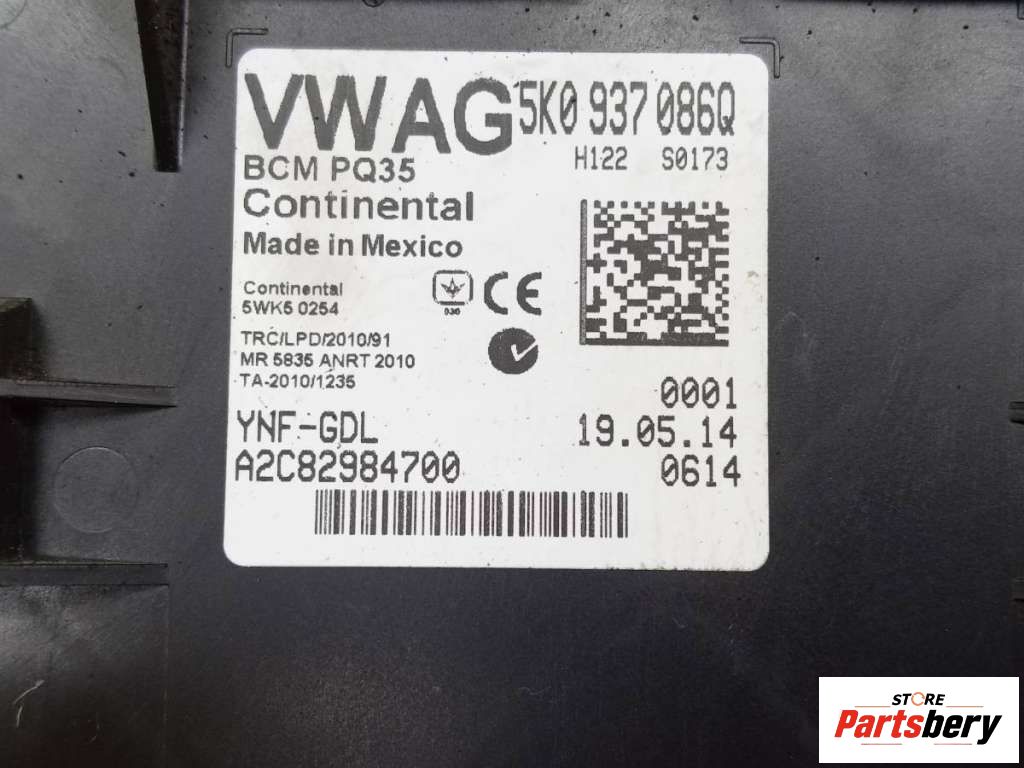 VWAG 5K0 937 086Q
H122 S0173
BCM PQ35
Continental
Made in Mexico
Continental
5WK5 0254
CE
TRC/LPD/2010/91
MR 5835 ANRT 2010
TA-2010/1235
0001
YNF-GDL 19.05.14
A2C82984700 0614
STORE
Partsbery